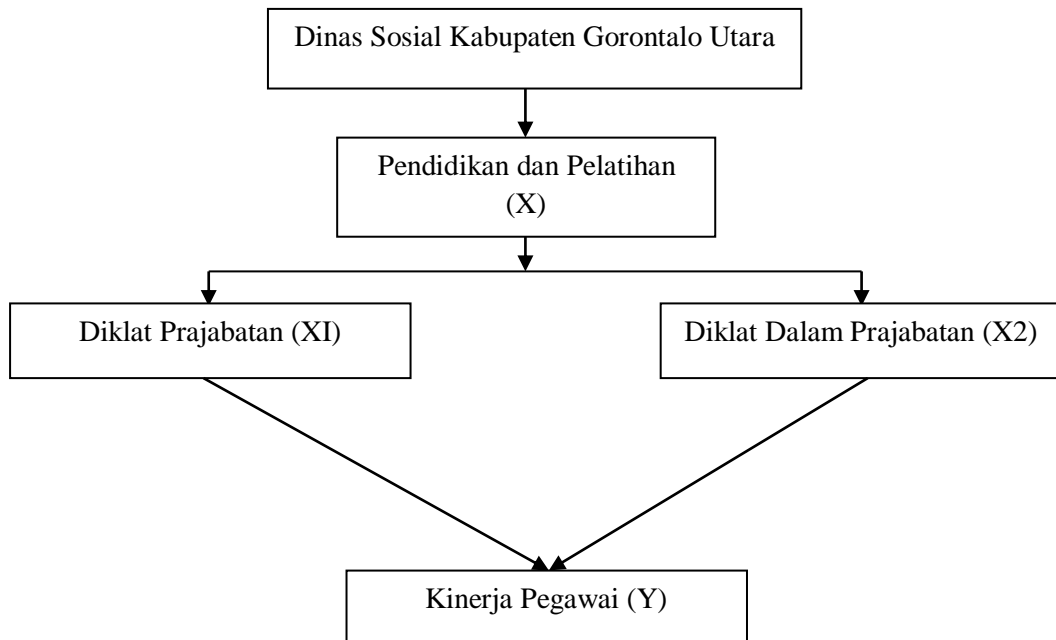 Dinas Sosial Kabupaten Gorontalo Utara
Pendidikan dan Pelatihan
(X)
Diklat Prajabatan (XI)
Diklat Dalam Prajabatan (X2)
Kinerja Pegawai (Y)